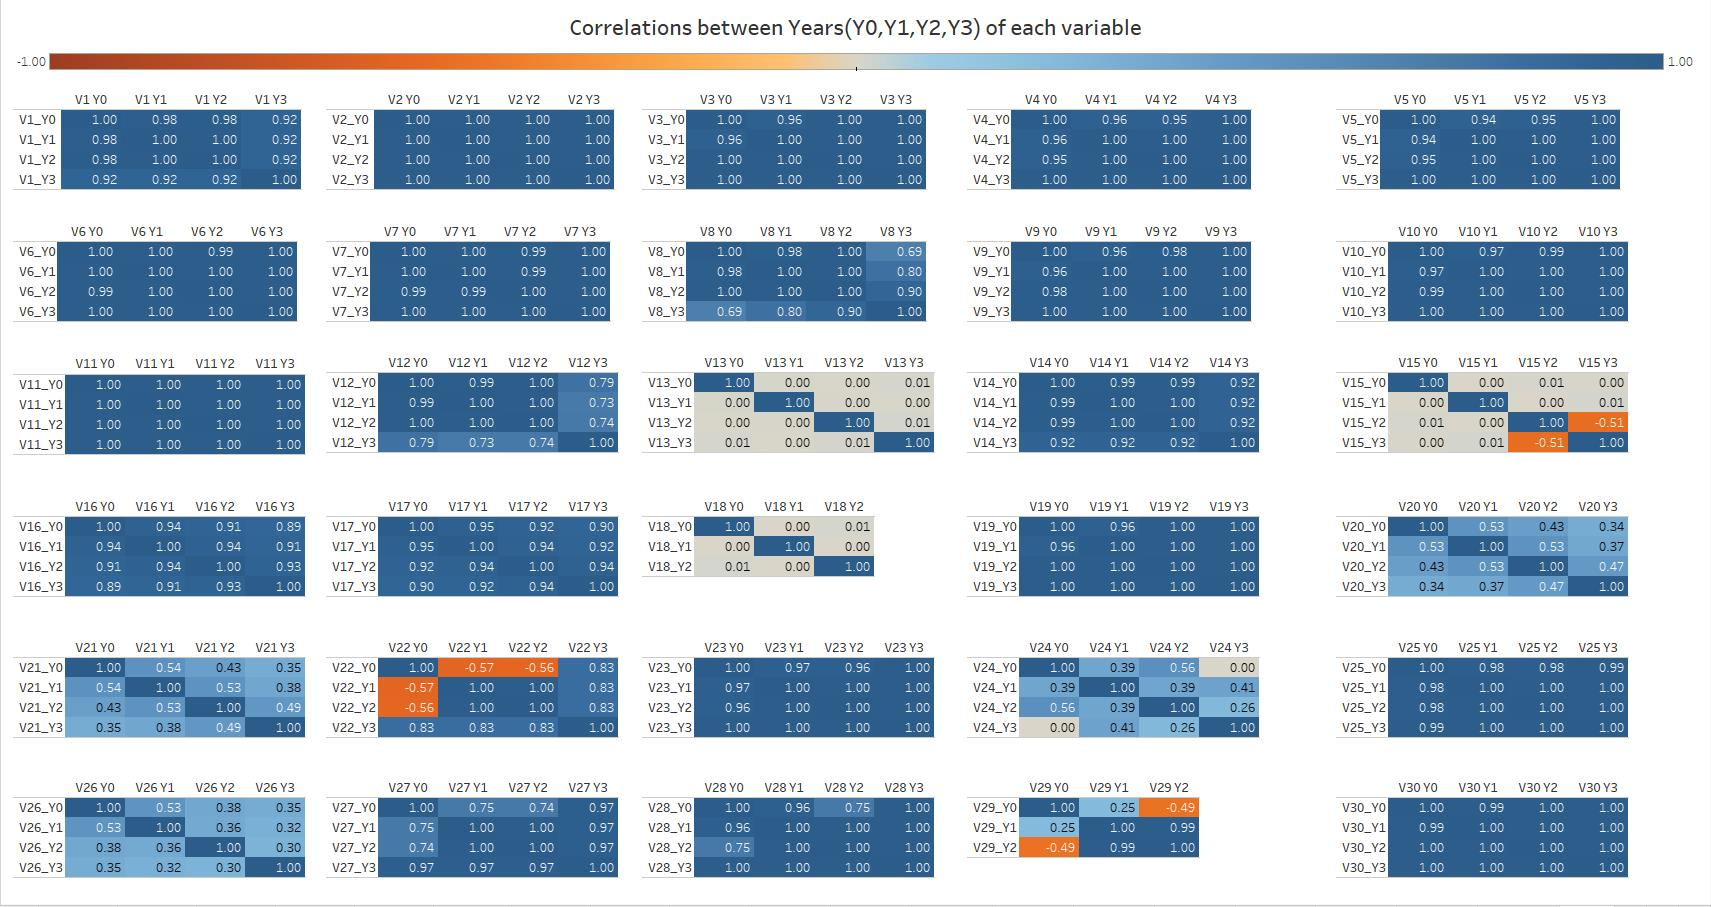 Correlations between Years(Y0,Y1,Y2,Y3) of each variable
-1.00 1.00
V1 Y0 V1 Y1 V1 Y2 V1 Y3
V1_Y0 1.00 0.98 0.98 0.92
V1_Y1 0.98 1.00 1.00 0.92
V1_Y2 0.98 1.00 1.00 0.92
V1_Y3 0.92 0.92 0.92 1.00
V2 Y0 V2 Y1 V2 Y2 V2 Y3
V2_Y0 1.00 1.00 1.00 1.00
V2_Y1 1.00 1.00 1.00 1.00
V2_Y2 1.00 1.00 1.00 1.00
V2_Y3 1.00 1.00 1.00 1.00
V3 Y0 V3 Y1 V3 Y2 V3 Y3
V3_Y0 1.00 0.96 1.00 1.00
V3_Y1 0.96 1.00 1.00 1.00
V3_Y2 1.00 1.00 1.00 1.00
V3_Y3 1.00 1.00 1.00 1.00
V4 Y0 V4 Y1 V4 Y2 V4 Y3
V4_Y0 1.00 0.96 0.95 1.00
V4_Y1 0.96 1.00 1.00 1.00
V4_Y2 0.95 1.00 1.00 1.00
V4_Y3 1.00 1.00 1.00 1.00
V5 Y0 V5 Y1 V5 Y2 V5 Y3
V5_Y0 1.00 0.94 0.95 1.00
V5_Y1 0.94 1.00 1.00 1.00
V5_Y2 0.95 1.00 1.00 1.00
V5_Y3 1.00 1.00 1.00 1.00
V6 Y0 V6 Y1 V6 Y2 V6 Y3
V6_Y0 1.00 1.00 0.99 1.00
V6_Y1 1.00 1.00 1.00 1.00
V6_Y2 0.99 1.00 1.00 1.00
V6_Y3 1.00 1.00 1.00 1.00
V7 Y0 V7 Y1 V7 Y2 V7 Y3
V7_Y0 1.00 1.00 0.99 1.00
V7_Y1 1.00 1.00 0.99 1.00
V7_Y2 0.99 0.99 1.00 1.00
V7_Y3 1.00 1.00 1.00 1.00
V8 Y0 V8 Y1 V8 Y2 V8 Y3
V8_Y0 1.00 0.98 1.00 0.69
V8_Y1 0.98 1.00 1.00 0.80
V8_Y2 1.00 1.00 1.00 0.90
V8_Y3 0.69 0.80 0.90 1.00
V9 Y0 V9 Y1 V9 Y2 V9 Y3
V9_Y0 1.00 0.96 0.98 1.00
V9_Y1 0.96 1.00 1.00 1.00
V9_Y2 0.98 1.00 1.00 1.00
V9_Y3 1.00 1.00 1.00 1.00
V10 Y0 V10 Y1 V10 Y2 V10 Y3
V10_Y0 1.00 0.97 0.99 1.00
V10_Y1 0.97 1.00 1.00 1.00
V10_Y2 0.99 1.00 1.00 1.00
V10_Y3 1.00 1.00 1.00 1.00
V11 Y0 V11 Y1 V11 Y2 V11 Y3
V11_Y0 1.00 1.00 1.00 1.00
V11_Y1 1.00 1.00 1.00 1.00
V11_Y2 1.00 1.00 1.00 1.00
V11_Y3 1.00 1.00 1.00 1.00
V12 Y0 V12 Y1 V12 Y2 V12 Y3
V12_Y0 1.00 0.99 1.00 0.79
V12_Y1 0.99 1.00 1.00 0.73
V12_Y2 1.00 1.00 1.00 0.74
V12_Y3 0.79 0.73 0.74 1.00
V13 Y0 V13 Y1 V13 Y2 V13 Y3
V13_Y0 1.00 0.00 0.00 0.01
V13_Y1 0.00 1.00 0.00 0.00
V13_Y2 0.00 0.00 1.00 0.01
V13_Y3 0.01 0.00 0.01 1.00
V14 Y0 V14 Y1 V14 Y2 V14 Y3
V14_Y0 1.00 0.99 0.99 0.92
V14_Y1 0.99 1.00 1.00 0.92
V14_Y2 0.99 1.00 1.00 0.92
V14_Y3 0.92 0.92 0.92 1.00
V15 Y0 V15 Y1 V15 Y2 V15 Y3
V15_Y0 1.00 0.00 0.01 0.00
V15_Y1 0.00 1.00 0.00 0.01
V15_Y2 0.01 0.00 1.00 -0.51
V15_Y3 0.00 0.01 -0.51 1.00
V16 Y0 V16 Y1 V16 Y2 V16 Y3
V16_Y0 1.00 0.94 0.91 0.89
V16_Y1 0.94 1.00 0.94 0.91
V16_Y2 0.91 0.94 1.00 0.93
V16_Y3 0.89 0.91 0.93 1.00
V17 Y0 V17 Y1 V17 Y2 V17 Y3
V17_Y0 1.00 0.95 0.92 0.90
V17_Y1 0.95 1.00 0.94 0.92
V17_Y2 0.92 0.94 1.00 0.94
V17_Y3 0.90 0.92 0.94 1.00
V18 Y0 V18 Y1 V18 Y2
V18_Y0 1.00 0.00 0.01
V18_Y1 0.00 1.00 0.00
V18_Y2 0.01 0.00 1.00
V19 Y0 V19 Y1 V19 Y2 V19 Y3
V19_Y0 1.00 0.96 1.00 1.00
V19_Y1 0.96 1.00 1.00 1.00
V19_Y2 1.00 1.00 1.00 1.00
V19_Y3 1.00 1.00 1.00 1.00
V20 Y0 V20 Y1 V20 Y2 V20 Y3
V20_Y0 1.00 0.53 0.43 0.34
V20_Y1 0.53 1.00 0.53 0.37
V20_Y2 0.43 0.53 1.00 0.47
V20_Y3 0.34 0.37 0.47 1.00
V21 Y0 V21 Y1 V21 Y2 V21 Y3
V21_Y0 1.00 0.54 0.43 0.35
V21_Y1 0.54 1.00 0.53 0.38
V21_Y2 0.43 0.53 1.00 0.49
V21_Y3 0.35 0.38 0.49 1.00
V22 Y0 V22 Y1 V22 Y2 V22 Y3
V22_Y0 1.00 -0.57 -0.56 0.83
V22_Y1 -0.57 1.00 1.00 0.83
V22_Y2 -0.56 1.00 1.00 0.83
V22_Y3 0.83 0.83 0.83 1.00
V23 Y0 V23 Y1 V23 Y2 V23 Y3
V23_Y0 1.00 0.97 0.96 1.00
V23_Y1 0.97 1.00 1.00 1.00
V23_Y2 0.96 1.00 1.00 1.00
V23_Y3 1.00 1.00 1.00 1.00
V24 Y0 V24 Y1 V24 Y2 V24 Y3
V24_Y0 1.00 0.39 0.56 0.00
V24_Y1 0.39 1.00 0.39 0.41
V24_Y2 0.56 0.39 1.00 0.26
V24_Y3 0.00 0.41 0.26 1.00
V25 Y0 V25 Y1 V25 Y2 V25 Y3
V25_Y0 1.00 0.98 0.98 0.99
V25_Y1 0.98 1.00 1.00 1.00
V25_Y2 0.98 1.00 1.00 1.00
V25_Y3 0.99 1.00 1.00 1.00
V26 Y0 V26 Y1 V26 Y2 V26 Y3
V26_Y0 1.00 0.53 0.38 0.35
V26_Y1 0.53 1.00 0.36 0.32
V26_Y2 0.38 0.36 1.00 0.30
V26_Y3 0.35 0.32 0.30 1.00
V27 Y0 V27 Y1 V27 Y2 V27 Y3
V27_Y0 1.00 0.75 0.74 0.97
V27_Y1 0.75 1.00 1.00 0.97
V27_Y2 0.74 1.00 1.00 0.97
V27_Y3 0.97 0.97 0.97 1.00
V28 Y0 V28 Y1 V28 Y2 V28 Y3
V28_Y0 1.00 0.96 0.75 1.00
V28_Y1 0.96 1.00 1.00 1.00
V28_Y2 0.75 1.00 1.00 1.00
V28_Y3 1.00 1.00 1.00 1.00
V29 Y0 V29 Y1 V29 Y2
V29_Y0 1.00 0.25 -0.49
V29_Y1 0.25 1.00 0.99
V29_Y2 -0.49 0.99 1.00
V30 Y0 V30 Y1 V30 Y2 V30 Y3
V30_Y0 1.00 0.99 1.00 1.00
V30_Y1 0.99 1.00 1.00 1.00
V30_Y2 1.00 1.00 1.00 1.00
V30_Y3 1.00 1.00 1.00 1.00